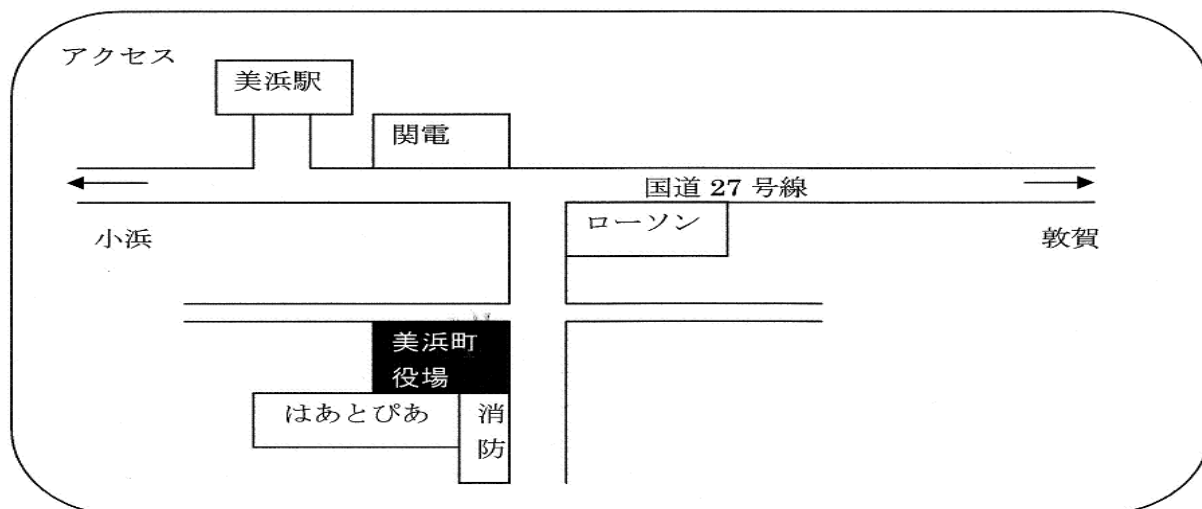 アクセス
美浜駅
関電
国道 27 号線
ローソン
小浜
敦賀
美浜町
役場
はあとぴあ
消
防